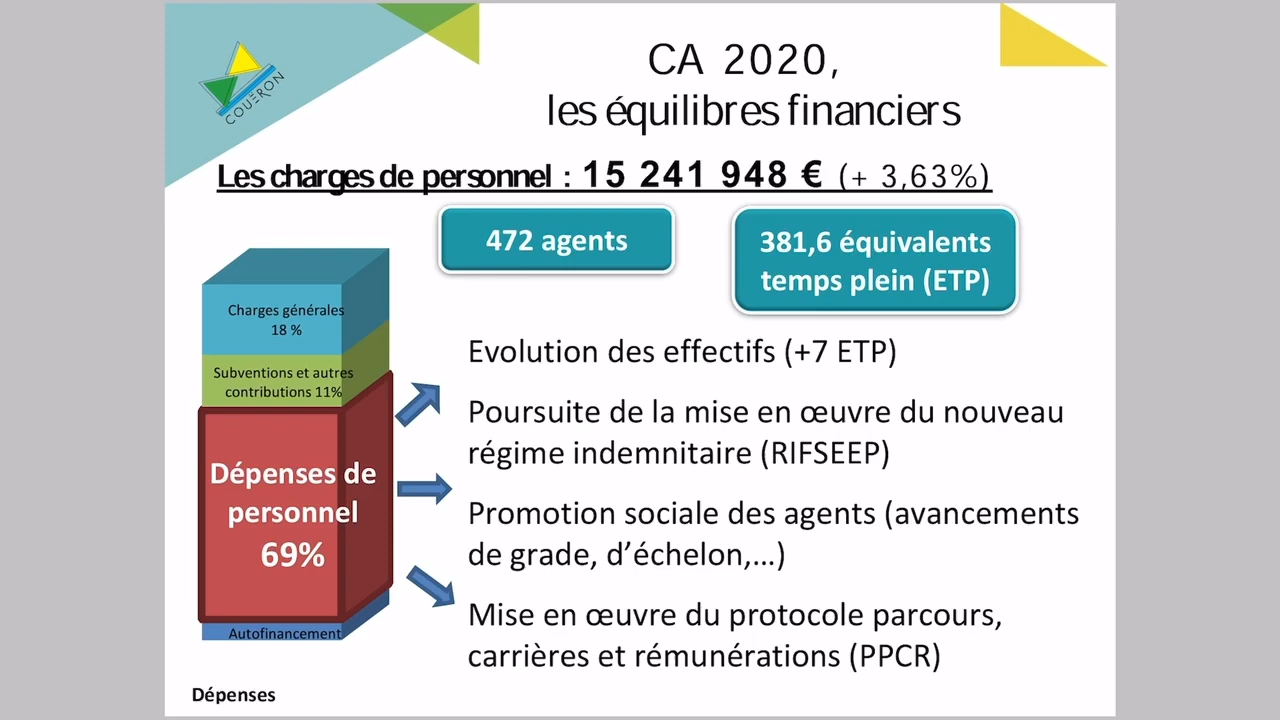 COUËRON
CA 2020,
les équilibres financiers
Les charges de personnel : 15 241 948 € (+ 3,63%)
472 agents
381,6 équivalents
temps plein (ETP)
Charges générales
18 %
Subventions et autres
contributions 11%
Dépenses de
personnel
69%
Autofinancement
Dépenses
Evolution des effectifs (+7 ETP)
Poursuite de la mise en œuvre du nouveau
régime indemnitaire (RIFSEEP)
Promotion sociale des agents (avancements
de grade, d’échelon,…)
Mise en œuvre du protocole parcours,
carrières et rémunérations (PPCR)